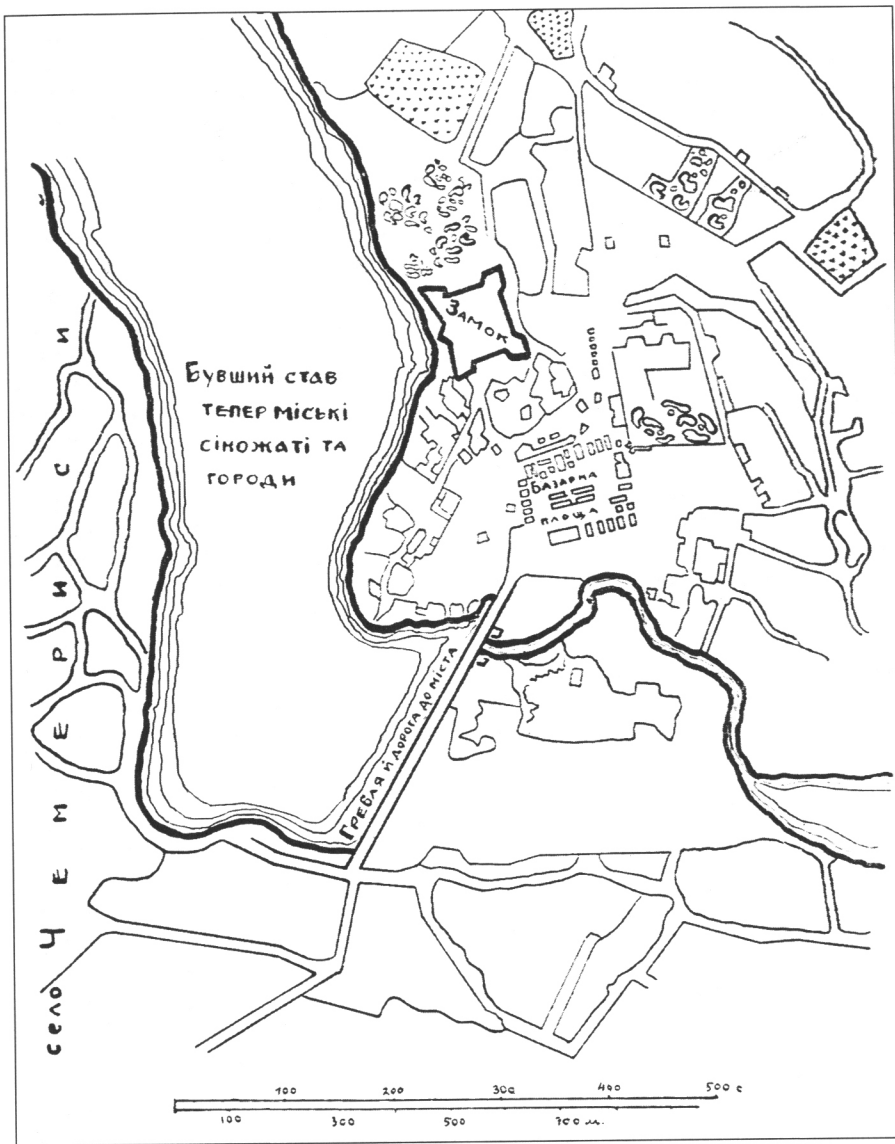 Замок
Бувший став
тепер міські
сіножаті та
городи
Базарна
площа
Гребля й дорога до міста
село Чемериси
100 200 300 400 500 с
100 300 500 700 м.